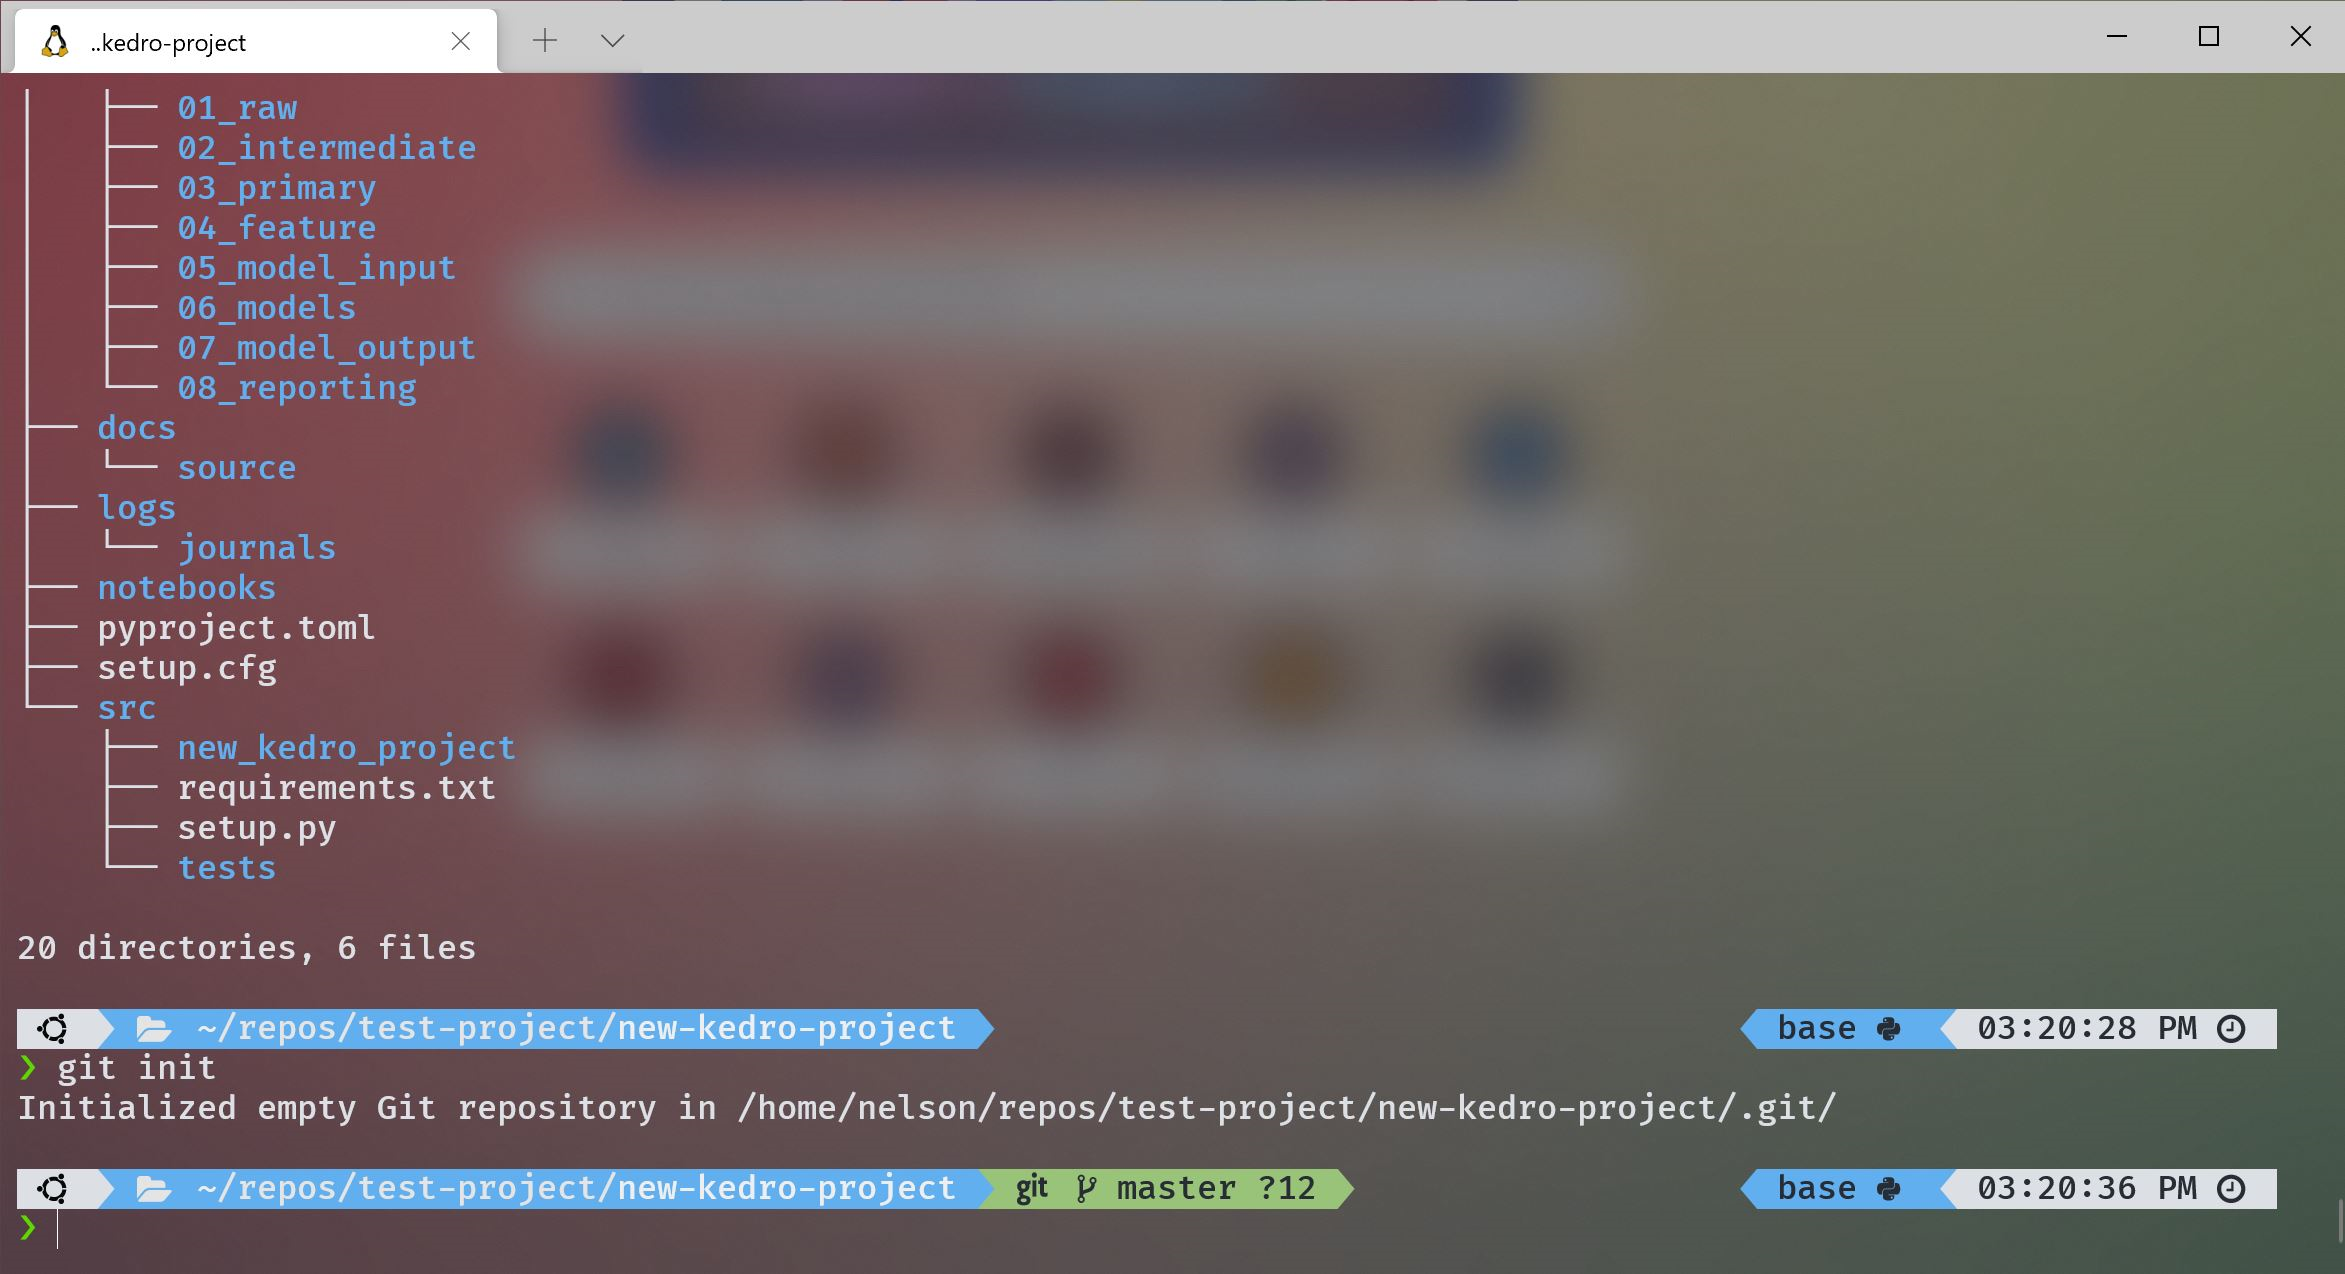 ..kedro-project
│   ├── 01_raw
│   ├── 02_intermediate
│   ├── 03_primary
│   ├── 04_feature
│   ├── 05_model_input
│   ├── 06_models
│   ├── 07_model_output
│   └── 08_reporting
├── docs
│   └── source
├── logs
│   └── journals
├── notebooks
├── pyproject.toml
├── setup.cfg
└── src
    ├── new_kedro_project
    ├── requirements.txt
    ├── setup.py
    └── tests
20 directories, 6 files
~/repos/test-project/new-kedro-project base 03:20:28 PM
❯ git init
Initialized empty Git repository in /home/nelson/repos/test-project/new-kedro-project/.git/
~/repos/test-project/new-kedro-project git master ?12 base 03:20:36 PM
❯